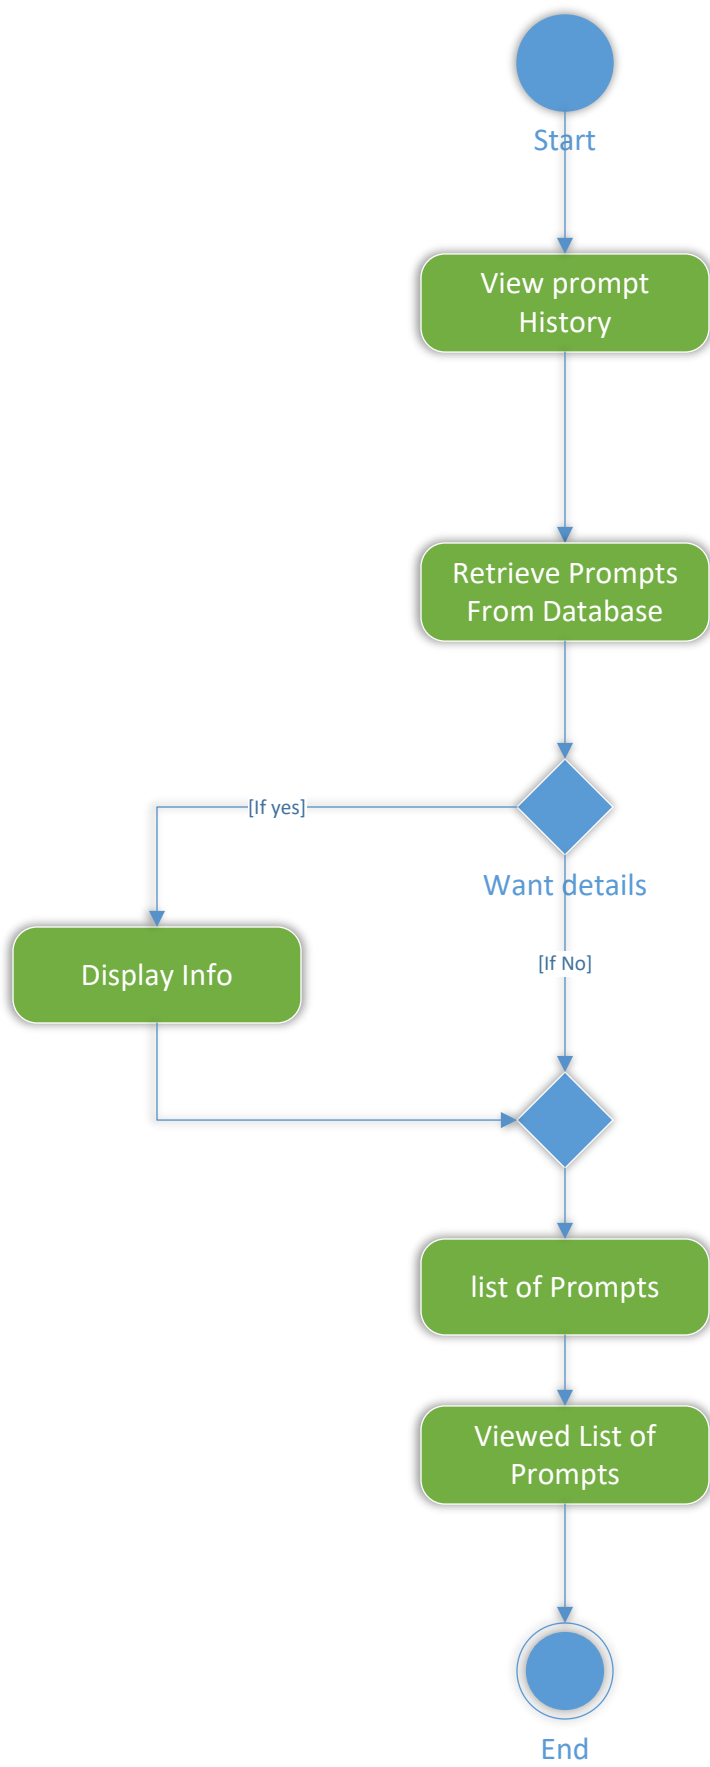 Start
View prompt
History
Retrieve Prompts
From Database
[If yes]
Want details
[If No]
Display Info
list of Prompts
Viewed List of
Prompts
End